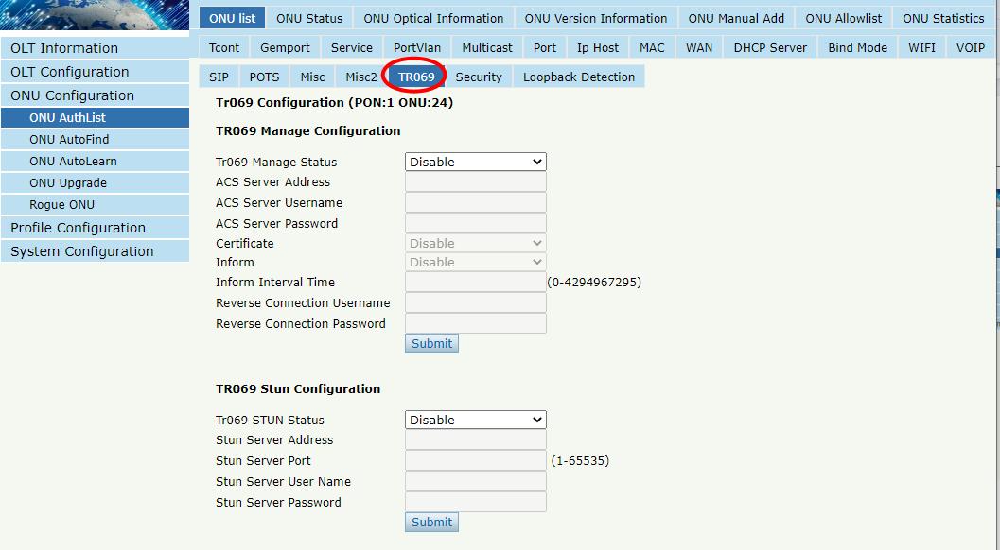 ONU list ONU Status ONU Optical Information ONU Version Information ONU Manual Add ONU Allowlist ONU Statistics
Tcont Gemport Service PortVlan Multicast Port Ip Host MAC WAN DHCP Server Bind Mode WIFI VOIP
SIP POTS Misc Misc2 TR069 Security Loopback Detection
OLT Information
OLT Configuration
ONU Configuration
ONU AuthList
ONU AutoFind
ONU AutoLearn
ONU Upgrade
Rogue ONU
Profile Configuration
System Configuration
Tr069 Configuration (PON:1 ONU:24)
TR069 Manage Configuration
Tr069 Manage Status Disable
ACS Server Address
ACS Server Username
ACS Server Password
Certificate Disable
Inform Disable
Inform Interval Time (0-4294967295)
Reverse Connection Username
Reverse Connection Password
Submit
TR069 Stun Configuration
Tr069 STUN Status Disable
Stun Server Address
Stun Server Port (1-65535)
Stun Server User Name
Stun Server Password
Submit